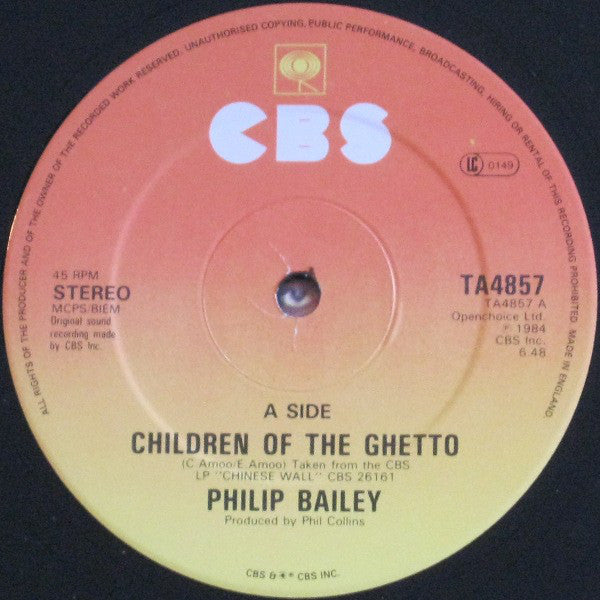 ALL RIGHTS OF THE PRODUCER AND OF THE OWNER OF THE RECORDED WORK RESERVED. UNAUTHORISED COPYING, PUBLIC PERFORMANCE, BROADCASTING, HIRING OR RENTAL OF THIS RECORDING PROHIBITED. MADE IN ENGLAND.
CBS
LC 0149
45 RPM
STEREO
MCPS/BIEM
Original sound
recording made
by CBS Inc.
TA4857
TA4857 A
Openchoice Ltd.
℗ 1984
CBS Inc.
6.48
A SIDE
CHILDREN OF THE GHETTO
(C.Amoo/E.Amoo) Taken from the CBS
LP "CHINESE WALL" CBS 26161
PHILIP BAILEY
Produced by Phil Collins
CBS & ® CBS INC.